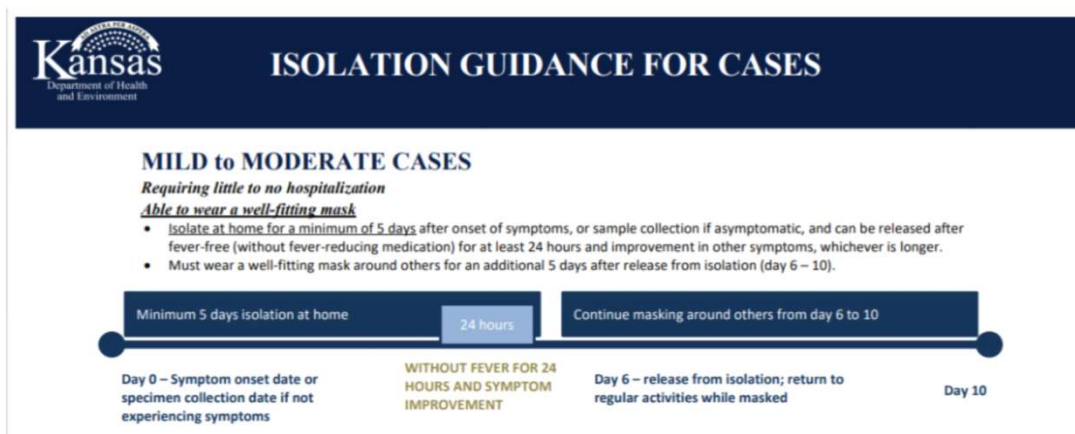 AD ASTRA PER ASPERA
Kansas
Department of Health
and Environment
ISOLATION GUIDANCE FOR CASES
MILD to MODERATE CASES
Requiring little to no hospitalization
Able to wear a well-fitting mask
• Isolate at home for a minimum of 5 days after onset of symptoms, or sample collection if asymptomatic, and can be released after
fever-free (without fever-reducing medication) for at least 24 hours and improvement in other symptoms, whichever is longer.
• Must wear a well-fitting mask around others for an additional 5 days after release from isolation (day 6 – 10).
Minimum 5 days isolation at home
24 hours
Continue masking around others from day 6 to 10
Day 0 – Symptom onset date or
specimen collection date if not
experiencing symptoms
WITHOUT FEVER FOR 24
HOURS AND SYMPTOM
IMPROVEMENT
Day 6 – release from isolation; return to
regular activities while masked
Day 10